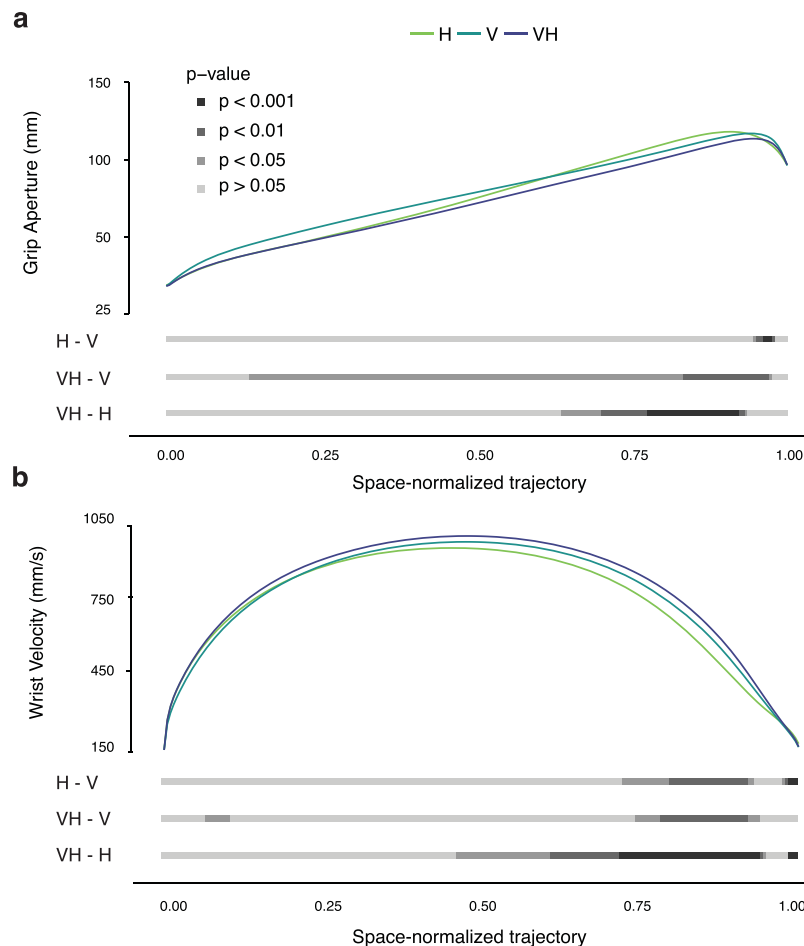 a
H V VH
p−value
p < 0.001
p < 0.01
p < 0.05
p > 0.05
Grip Aperture (mm)
150
100
50
25
H - V
VH - V
VH - H
0.00 0.25 0.50 0.75 1.00
Space-normalized trajectory
b
Wrist Velocity (mm/s)
1050
750
450
150
H - V
VH - V
VH - H
0.00 0.25 0.50 0.75 1.00
Space-normalized trajectory